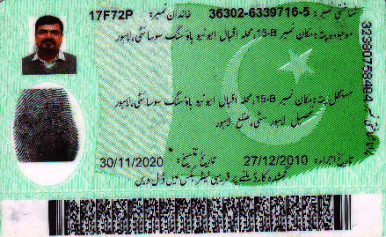 شناختی نمبر: 36302-6339716-5 خاندان نمبر: 17F72P
موجودہ پتہ: مکان نمبر 15-B، محلہ اقبال ایونیو ہاؤسنگ سوسائٹی، لاہور
مستقل پتہ: مکان نمبر 15-B، محلہ اقبال ایونیو ہاؤسنگ سوسائٹی، لاہور
تحصیل لاہور سٹی، ضلع لاہور
تاریخ اجراء: 27/12/2010 تاریخ تنسیخ: 30/11/2020
گمشدہ کارڈ ملنے پر قریبی لیٹر بکس میں ڈال دیں